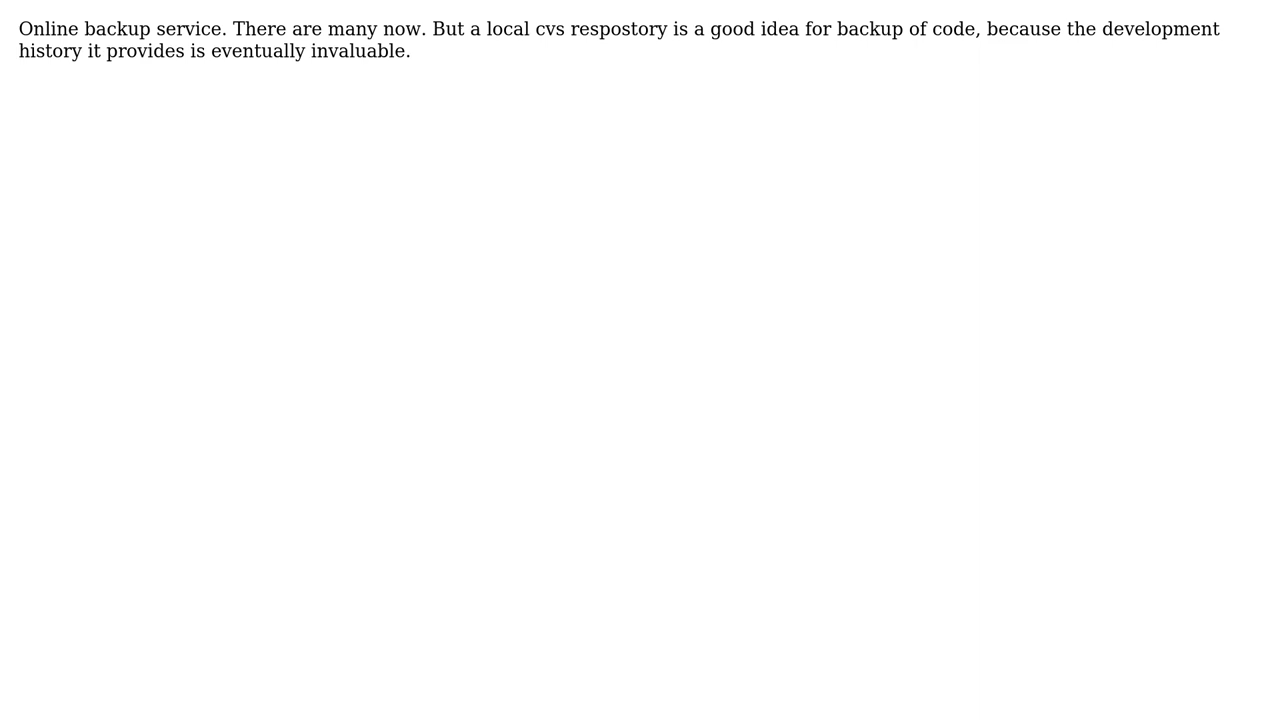 Online backup service. There are many now. But a local cvs respostory is a good idea for backup of code, because the development
history it provides is eventually invaluable.